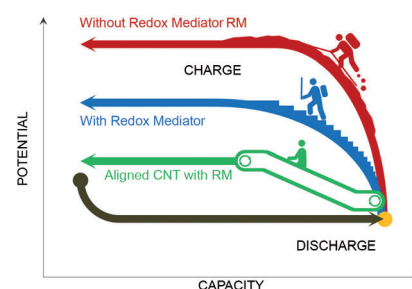 Without Redox Mediator RM
CHARGE
With Redox Mediator
Aligned CNT with RM
DISCHARGE
POTENTIAL
CAPACITY